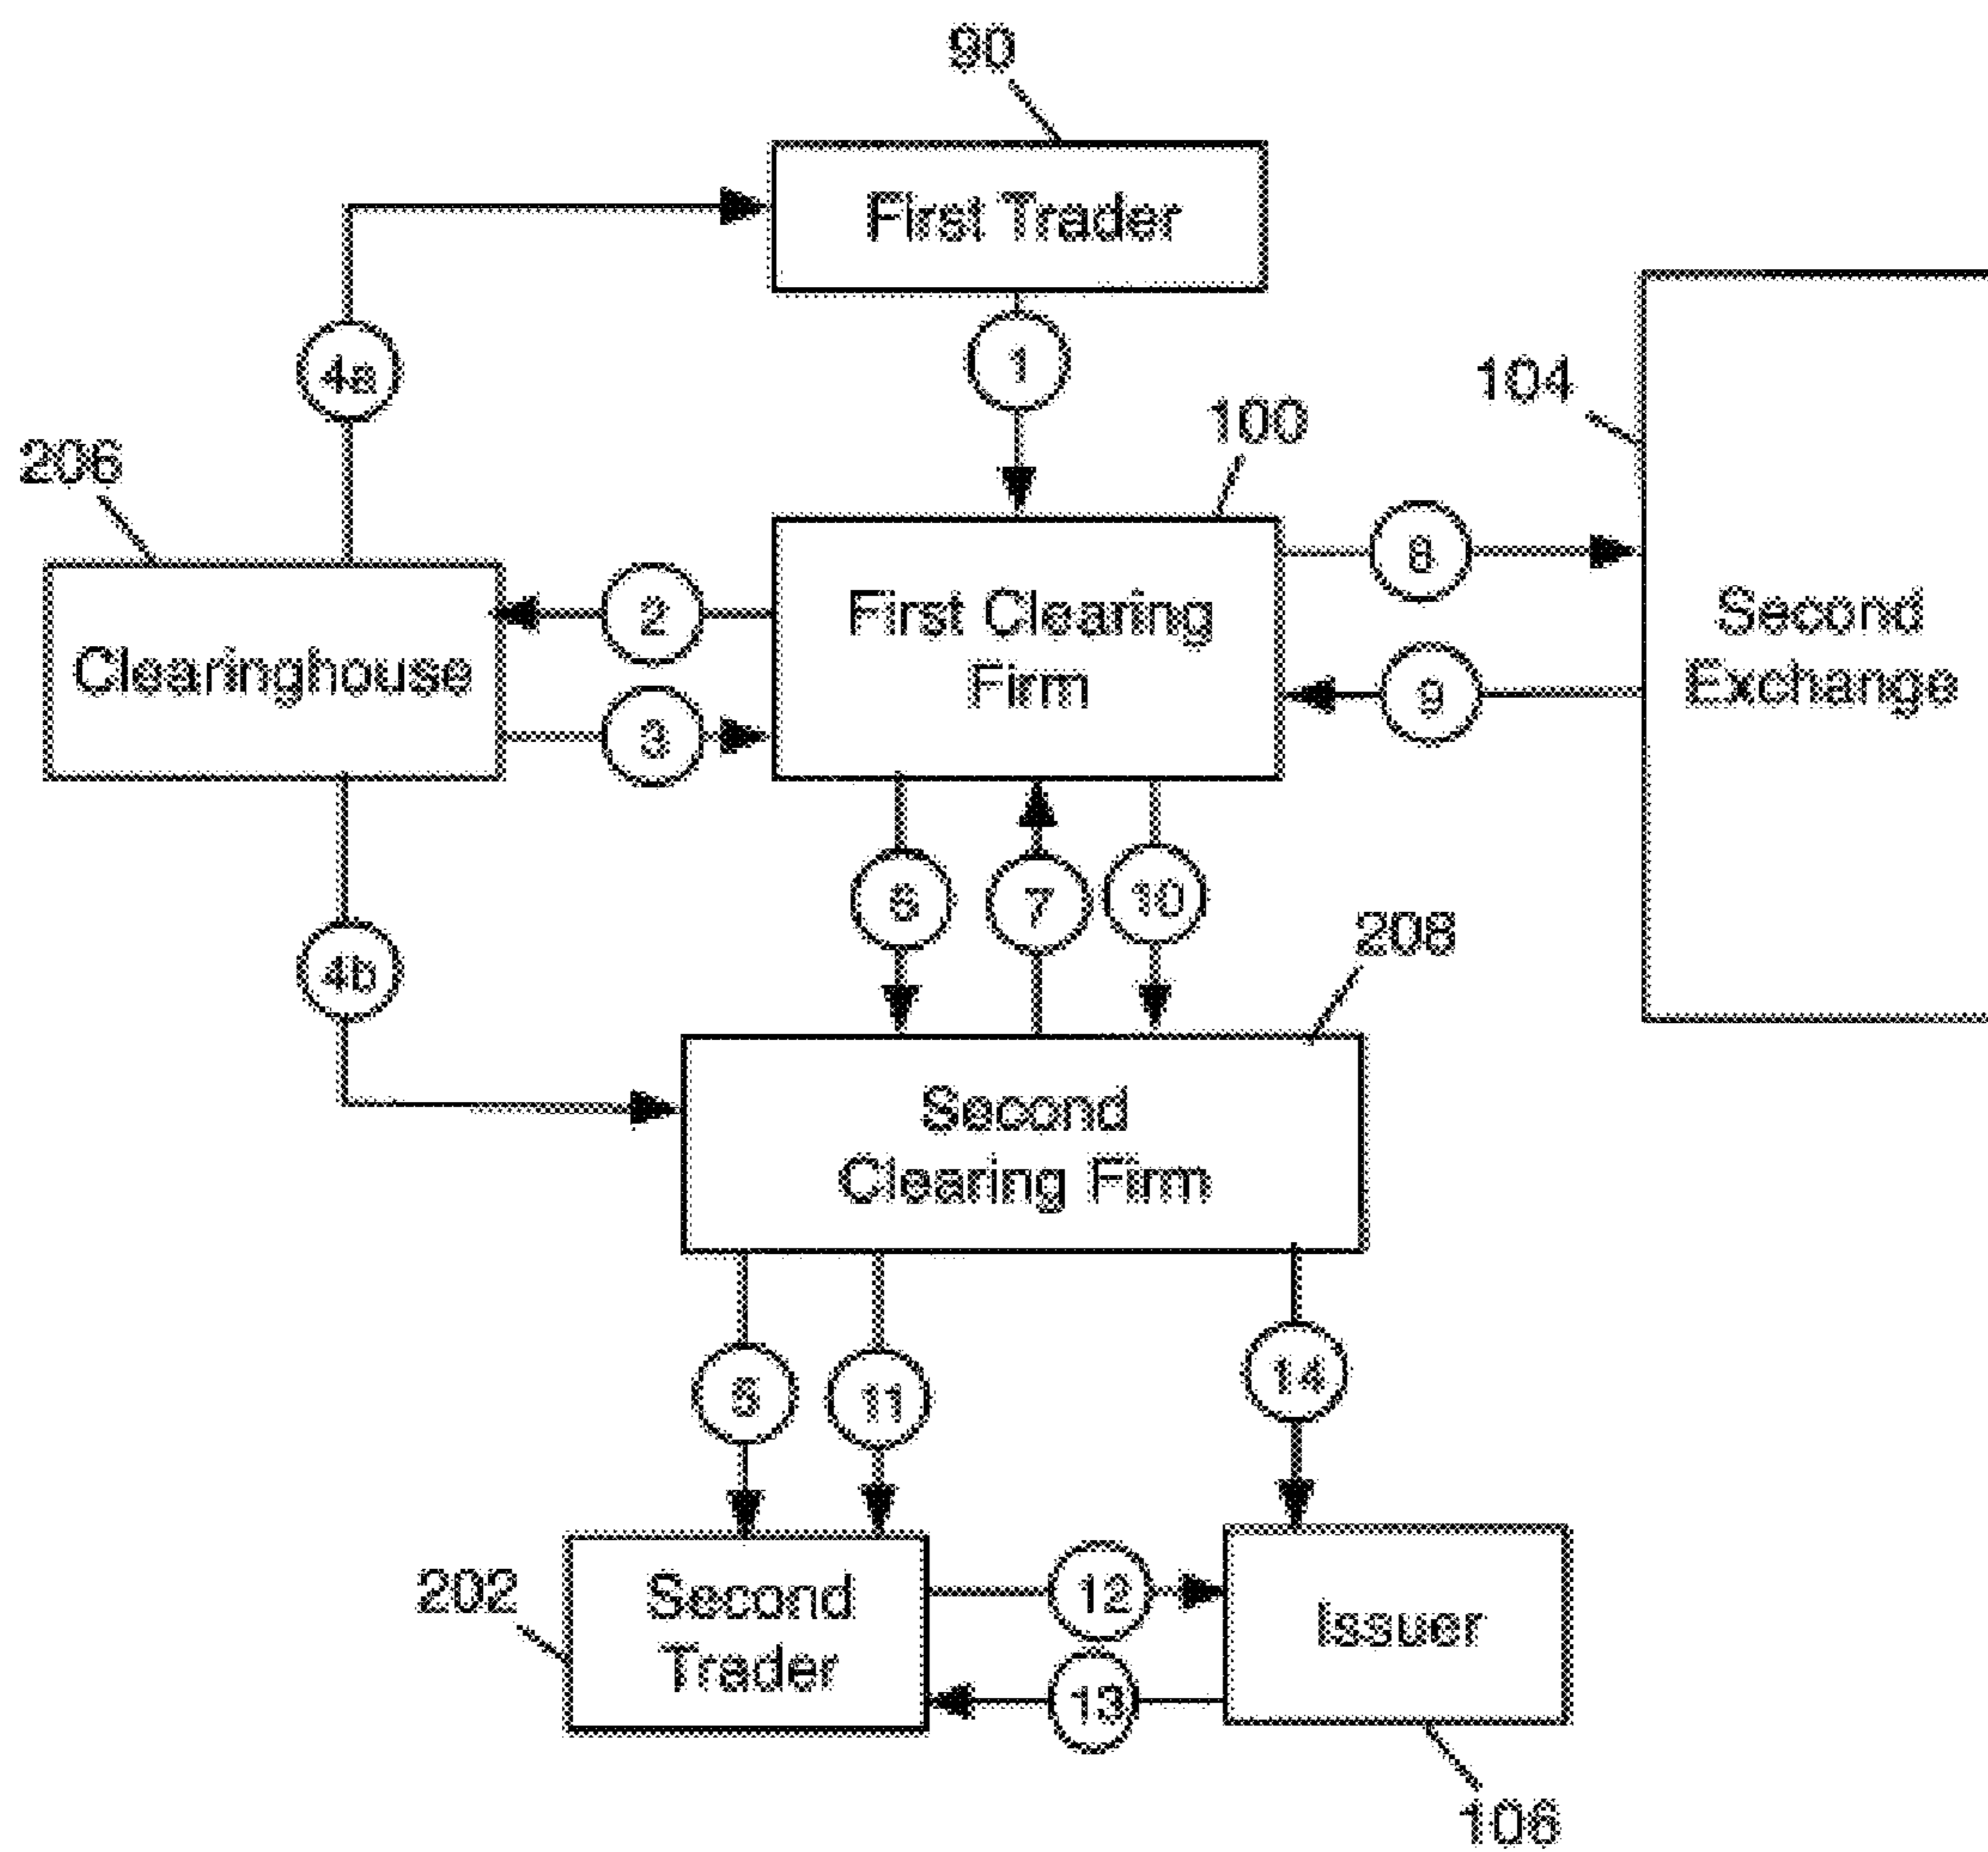 90
First Trader
4a
1
104
100
206
8
2
First Clearing
Firm
Second
Exchange
Clearinghouse
9
3
6
7
10
208
4b
Second
Clearing Firm
5
11
14
202
Second
Trader
12
Issuer
13
106